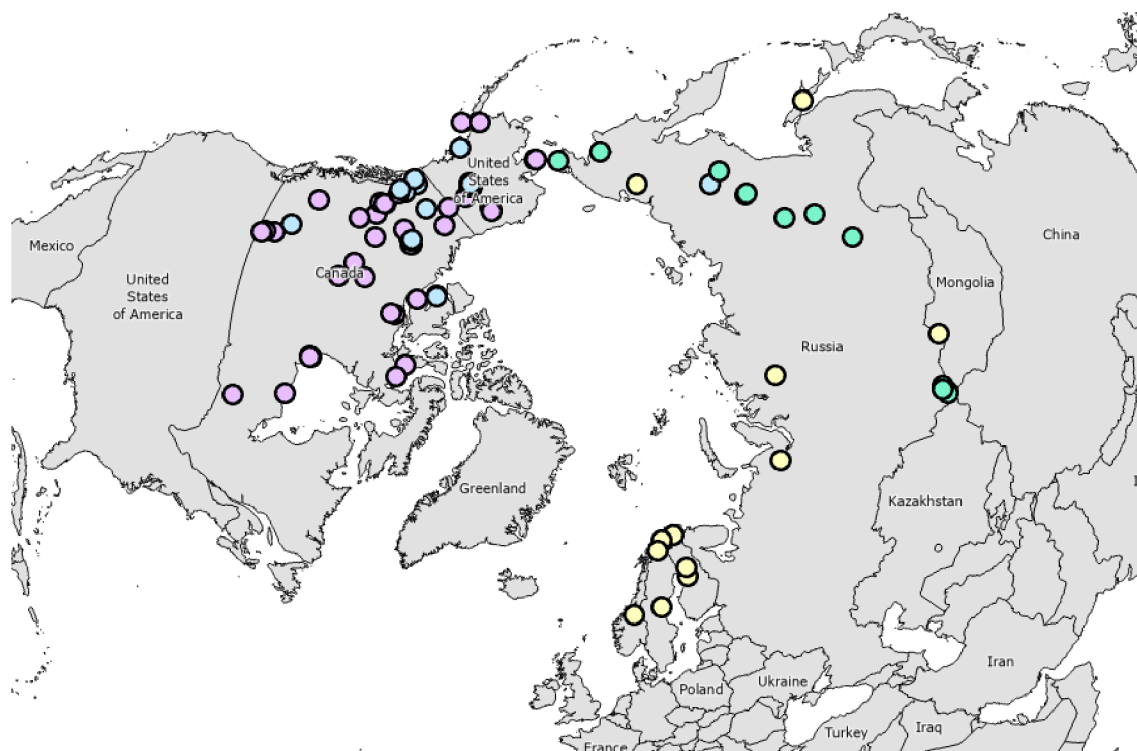 United
States
of America
Mexico
China
United
States
of America
Canada
Mongolia
Russia
Greenland
Kazakhstan
Iran
Poland
Ukraine
Turkey
Iraq
France